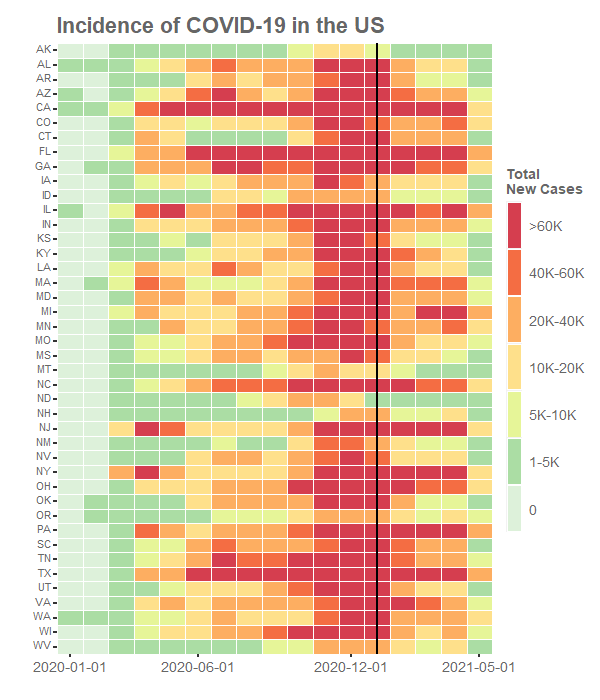 Incidence of COVID-19 in the US
AK
AL
AR
AZ
CA
CO
CT
FL
GA
IA
ID
IL
IN
KS
KY
LA
MA
MD
MI
MN
MO
MS
MT
NC
ND
NH
NJ
NM
NV
NY
OH
OK
OR
PA
SC
TN
TX
UT
VA
WA
WI
WV
2020-01-01 2020-06-01 2020-12-01 2021-05-01
Total
New Cases
>60K
40K-60K
20K-40K
10K-20K
5K-10K
1-5K
0